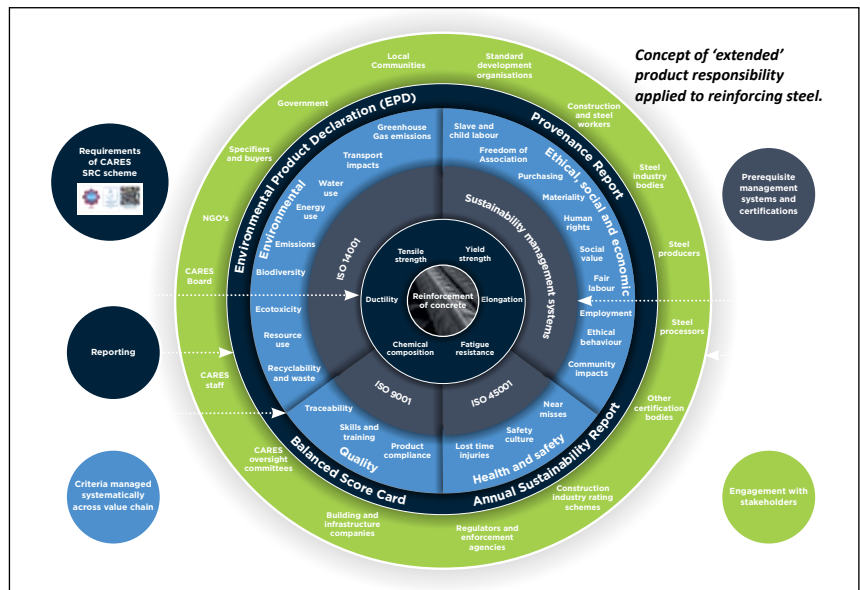 Concept of ‘extended’
product responsibility
applied to reinforcing steel.
Requirements
of CARES
SRC scheme
Reporting
Criteria managed
systematically
across value chain
Prerequisite
management
systems and
certifications
Engagement with
stakeholders
Local
Communities
Standard
development
organisations
Construction
and steel
workers
Steel
industry
bodies
Steel
producers
Steel
processors
Other
certification
bodies
Construction
industry rating
schemes
Regulators and
enforcement
agencies
Building and
infrastructure
companies
CARES
oversight
committees
CARES
staff
CARES
Board
NGO's
Specifiers
and buyers
Government
Environmental Product Declaration (EPD)
Provenance Report
Annual Sustainability Report
Balanced Score Card
Environmental
Greenhouse
Gas emissions
Transport
impacts
Water
use
Energy
use
Emissions
Biodiversity
Ecotoxicity
Resource
use
Recyclability
and waste
Ethical, social and economic
Slave and
child labour
Freedom of
Association
Purchasing
Materiality
Human
rights
Social
value
Fair
labour
Employment
Ethical
behaviour
Community
impacts
Quality
Traceability
Skills and
training
Product
compliance
Health and safety
Near
misses
Safety
culture
Lost time
injuries
ISO 14001
Sustainability management systems
ISO 9001
ISO 45001
Tensile
strength
Yield
strength
Ductility
Elongation
Chemical
composition
Fatigue
resistance
Reinforcement
of concrete